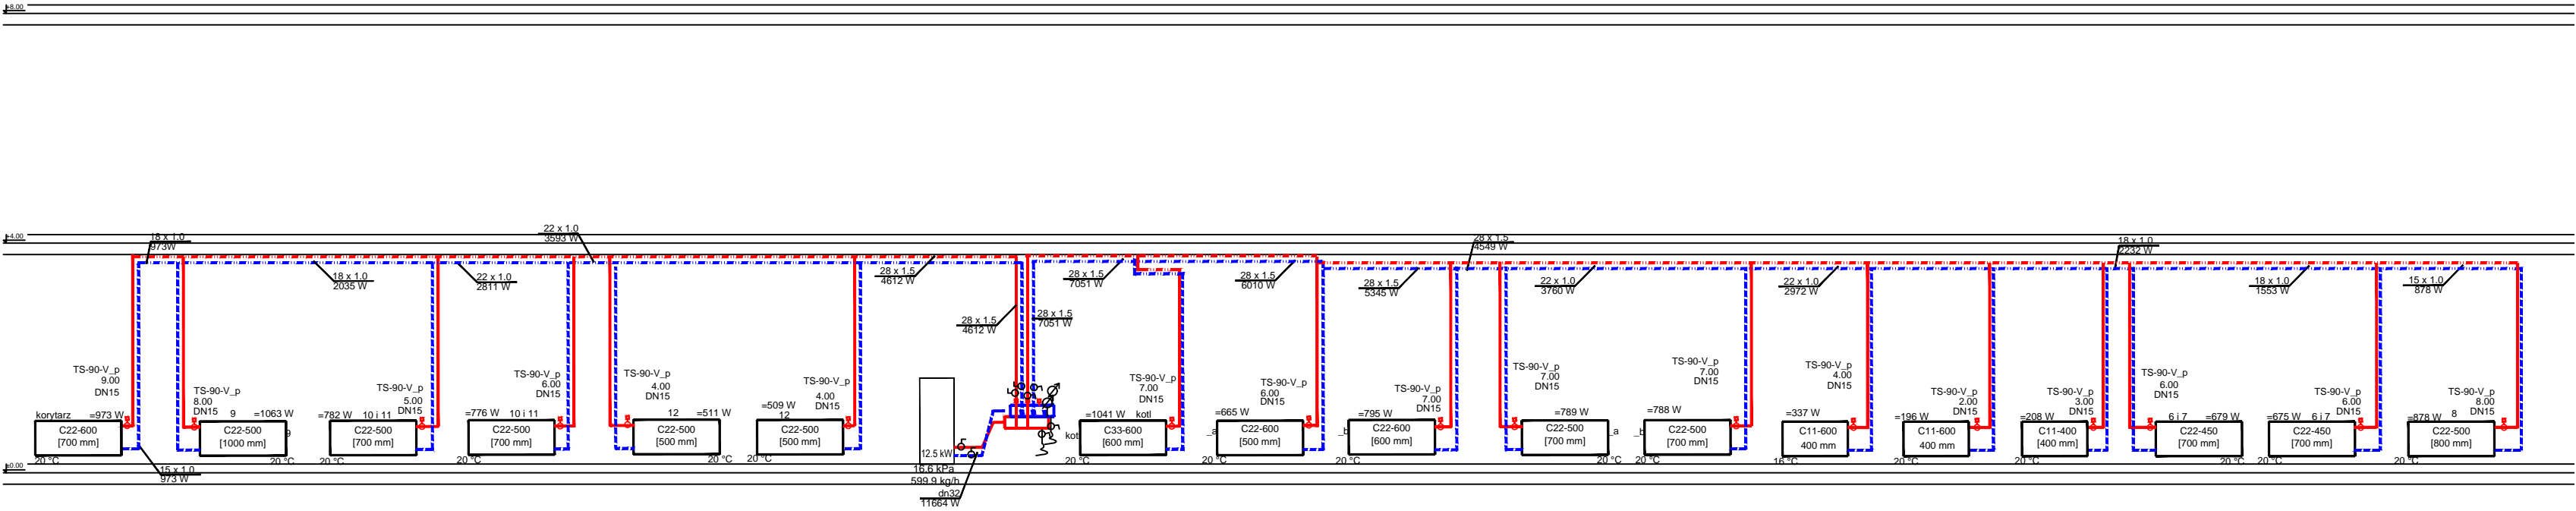 +8.00
+4.00
18 x 1.0
973W
22 x 1.0
3593 W
28 x 1.5
4549 W
18 x 1.0
2232 W
18 x 1.0
2035 W
22 x 1.0
2811 W
28 x 1.5
4612 W
28 x 1.5
7051 W
28 x 1.5
6010 W
28 x 1.5
5345 W
22 x 1.0
3760 W
22 x 1.0
2972 W
18 x 1.0
1553 W
15 x 1.0
878 W
28 x 1.5
4612 W
28 x 1.5
7051 W
TS-90-V_p
9.00
DN15
korytarz =973 W
C22-600
[700 mm]
20 °C
15 x 1.0
973 W
TS-90-V_p
8.00
DN15
9 =1063 W
C22-500
[1000 mm]
9
20 °C
TS-90-V_p
5.00
DN15
=782 W 10 i 11
C22-500
[700 mm]
20 °C
TS-90-V_p
6.00
DN15
=776 W 10 i 11
C22-500
[700 mm]
20 °C
TS-90-V_p
4.00
DN15
12 =511 W
C22-500
[500 mm]
20 °C
TS-90-V_p
4.00
DN15
=509 W
12
C22-500
[500 mm]
20 °C
12.5 kW
16.6 kPa
599.9 kg/h
dn32
11664 W
TS-90-V_p
7.00
DN15
=1041 W kotl
kot
C33-600
[600 mm]
20 °C
TS-90-V_p
6.00
DN15
=665 W
_a
C22-600
[500 mm]
20 °C
TS-90-V_p
7.00
DN15
=795 W
_b
C22-600
[600 mm]
20 °C
TS-90-V_p
7.00
DN15
=789 W
C22-500
[700 mm]
_a
20 °C
TS-90-V_p
7.00
DN15
=788 W
_b
C22-500
[700 mm]
20 °C
TS-90-V_p
4.00
DN15
=337 W
C11-600
400 mm
16 °C
TS-90-V_p
2.00
DN15
=196 W
C11-600
400 mm
20 °C
TS-90-V_p
3.00
DN15
=208 W
C11-400
[400 mm]
20 °C
TS-90-V_p
6.00
DN15
6 i 7 =679 W
C22-450
[700 mm]
20 °C
TS-90-V_p
6.00
DN15
=675 W 6 i 7
C22-450
[700 mm]
20 °C
TS-90-V_p
8.00
DN15
=878 W 8
C22-500
[800 mm]
20 °C
±0.00